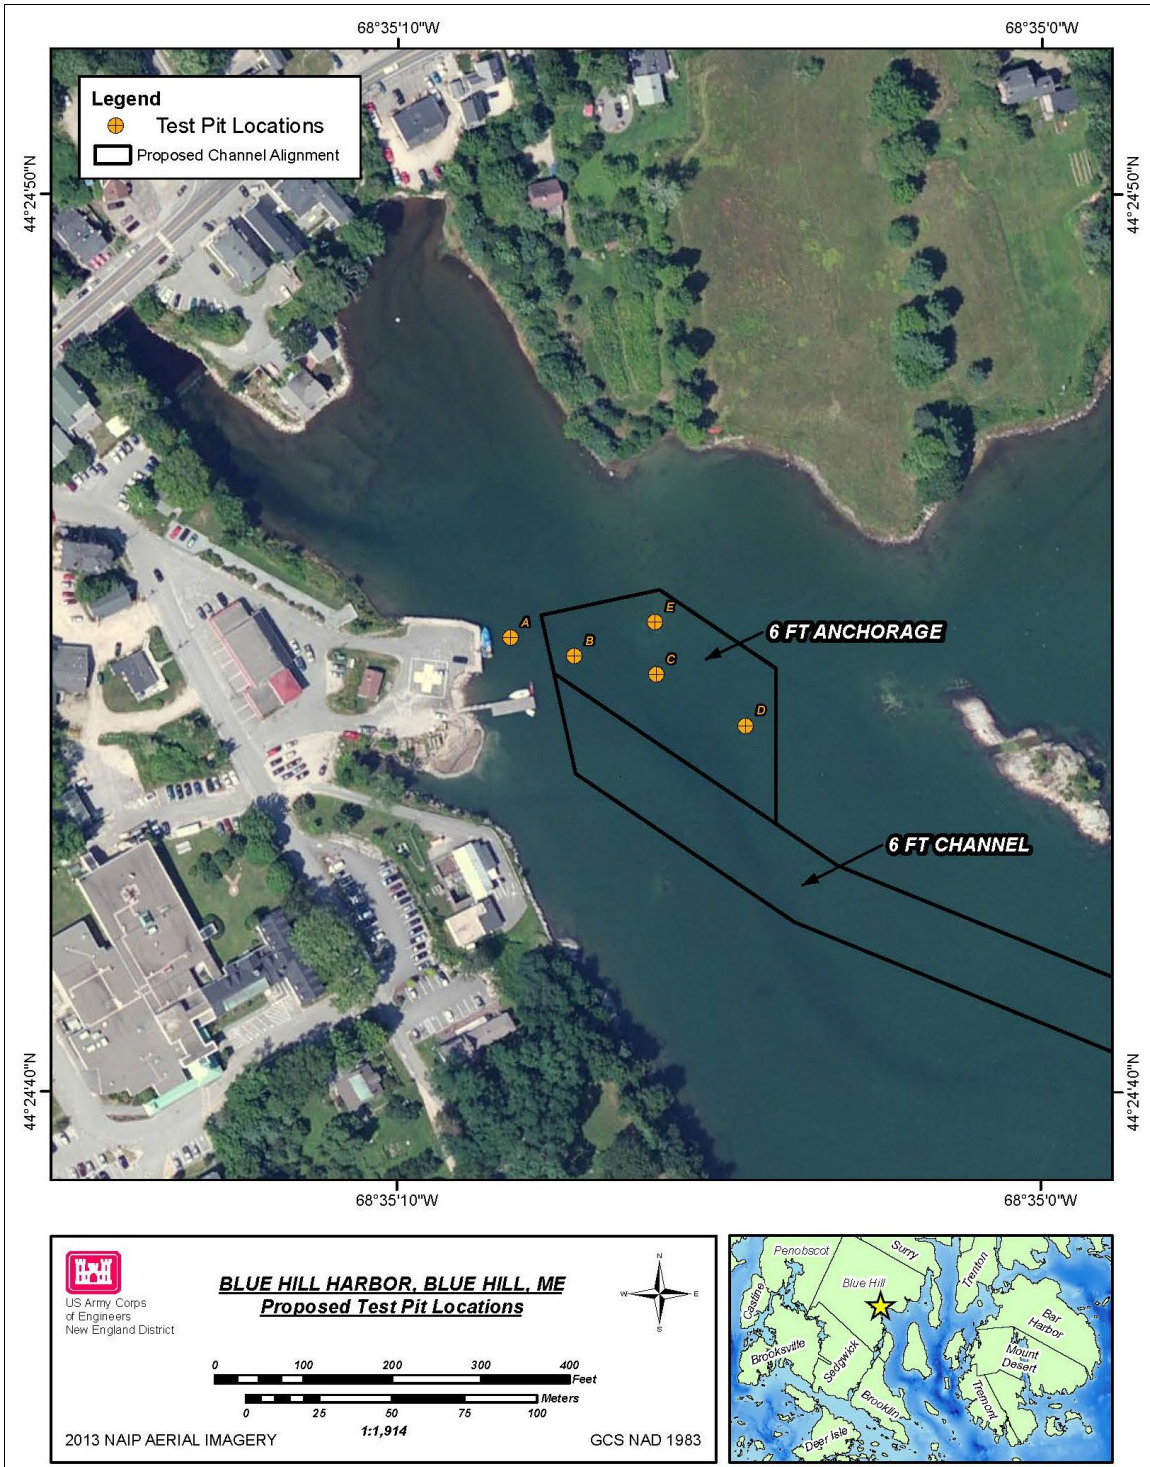 68°35'10"W
68°35'0"W
44°24'50"N
44°24'50"N
Legend
Test Pit Locations
Proposed Channel Alignment
A
B
E
C
D
6 FT ANCHORAGE
6 FT CHANNEL
44°24'40"N
44°24'40"N
68°35'10"W
68°35'0"W
US Army Corps
of Engineers
New England District
BLUE HILL HARBOR, BLUE HILL, ME
Proposed Test Pit Locations
N
W
E
S
0 100 200 300 400
Feet
Meters
0 25 50 75 100
1:1,914
2013 NAIP AERIAL IMAGERY
GCS NAD 1983
Penobscot
Surry
Trenton
Blue Hill
Castine
Bar
Harbor
Brooksville
Sedgwick
Mount
Desert
Tremont
Brooklin
Deer Isle